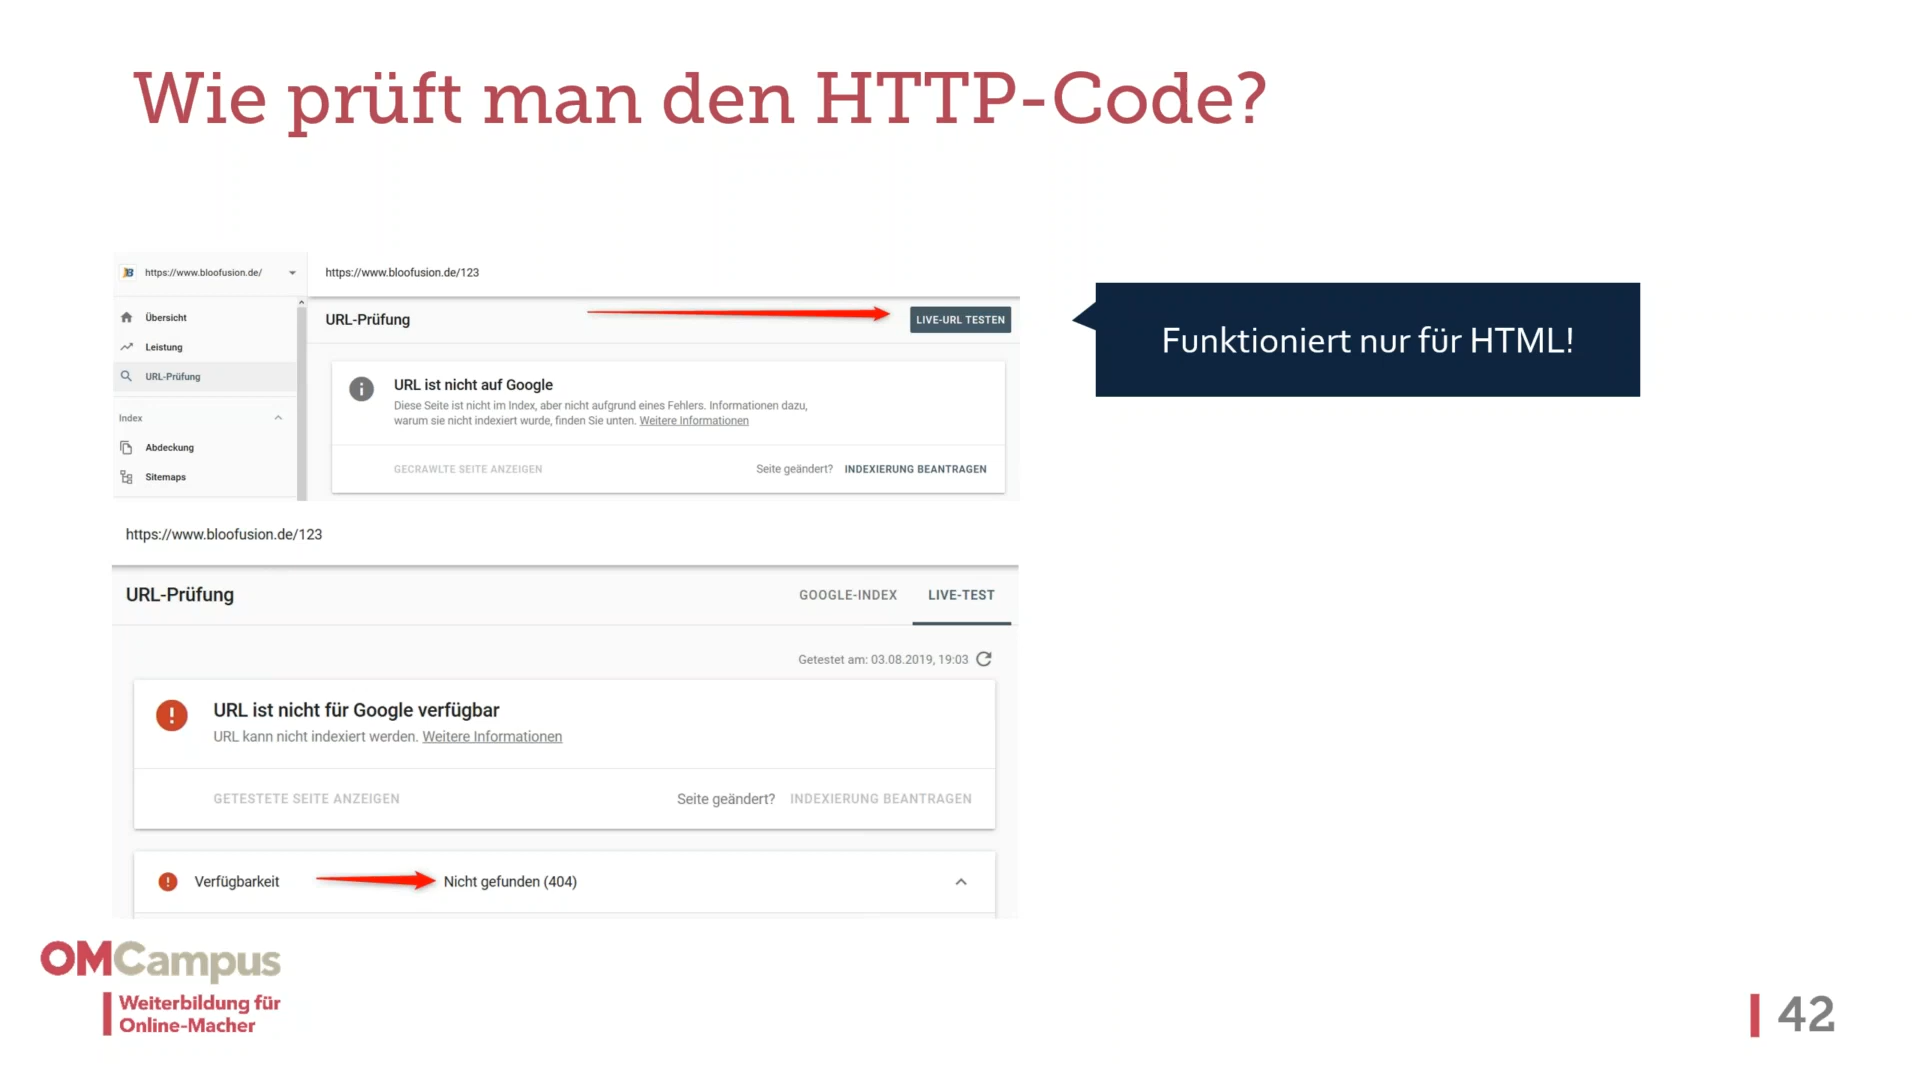 Wie prüft man den HTTP-Code?
https://www.bloofusion.de/
https://www.bloofusion.de/123
Übersicht
Leistung
URL-Prüfung
Index
Abdeckung
Sitemaps
URL-Prüfung
LIVE-URL TESTEN
URL ist nicht auf Google
Diese Seite ist nicht im Index, aber nicht aufgrund eines Fehlers. Informationen dazu,
warum sie nicht indexiert wurde, finden Sie unten. Weitere Informationen
GECRAWLTE SEITE ANZEIGEN
Seite geändert? INDEXIERUNG BEANTRAGEN
Funktioniert nur für HTML!
https://www.bloofusion.de/123
URL-Prüfung
GOOGLE-INDEX
LIVE-TEST
Getestet am: 03.08.2019, 19:03
URL ist nicht für Google verfügbar
URL kann nicht indexiert werden. Weitere Informationen
GETESTETE SEITE ANZEIGEN
Seite geändert? INDEXIERUNG BEANTRAGEN
Verfügbarkeit
Nicht gefunden (404)
OMCampus
Weiterbildung für
Online-Macher
42